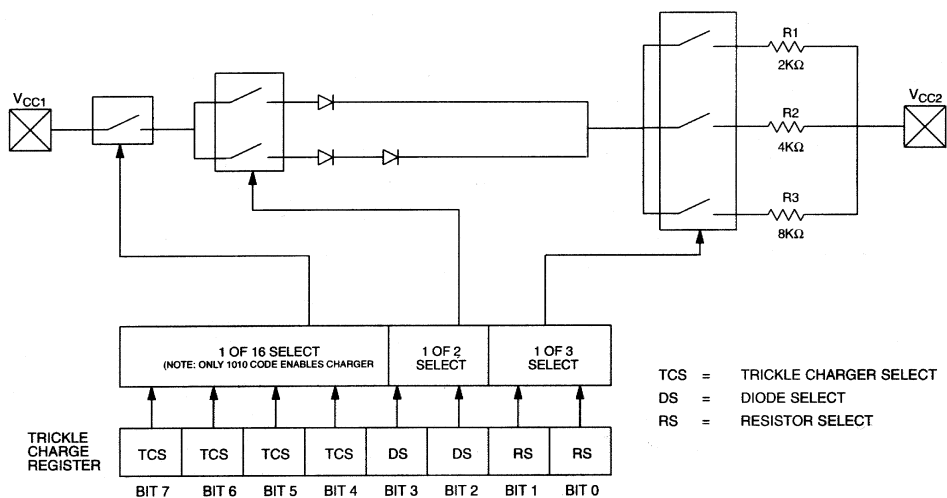 R1
2KΩ
VCC1
VCC2
R2
4KΩ
R3
8KΩ
1 OF 16 SELECT
(NOTE: ONLY 1010 CODE ENABLES CHARGER
1 OF 2
SELECT
1 OF 3
SELECT
TCS = TRICKLE CHARGER SELECT
DS = DIODE SELECT
RS = RESISTOR SELECT
TRICKLE
CHARGE
REGISTER
TCS TCS TCS TCS DS DS RS RS
BIT 7 BIT 6 BIT 5 BIT 4 BIT 3 BIT 2 BIT 1 BIT 0